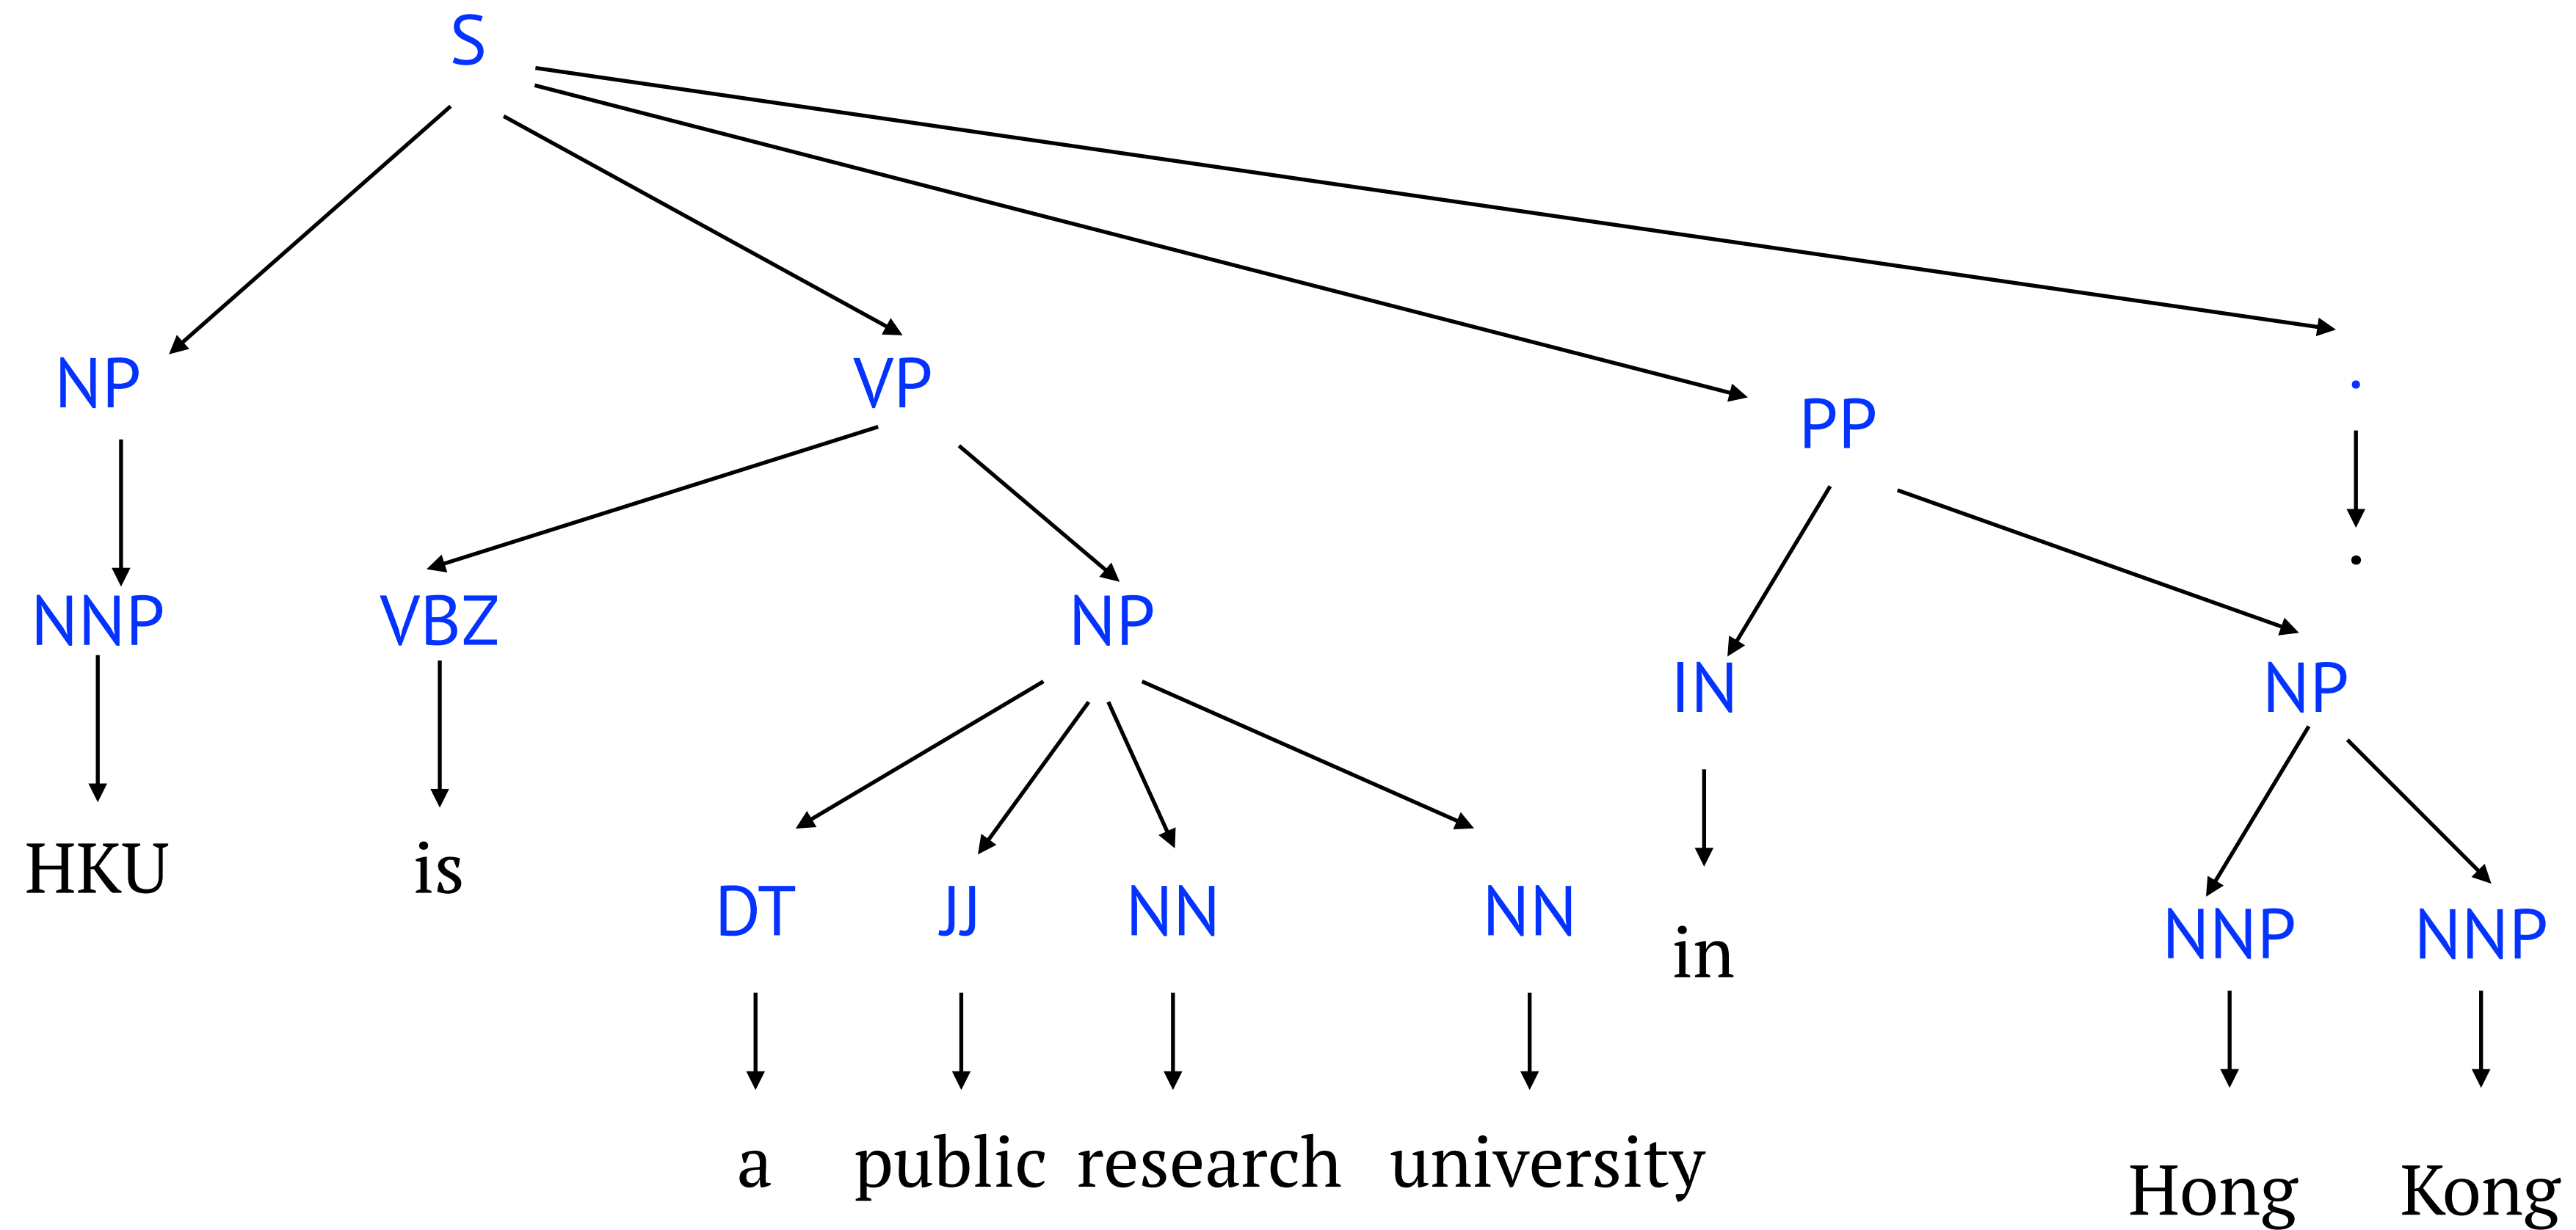 S
NP VP .
PP
NNP VBZ NP .
IN NP
HKU is
DT JJ NN NN
in NNP NNP
a public research university
Hong Kong